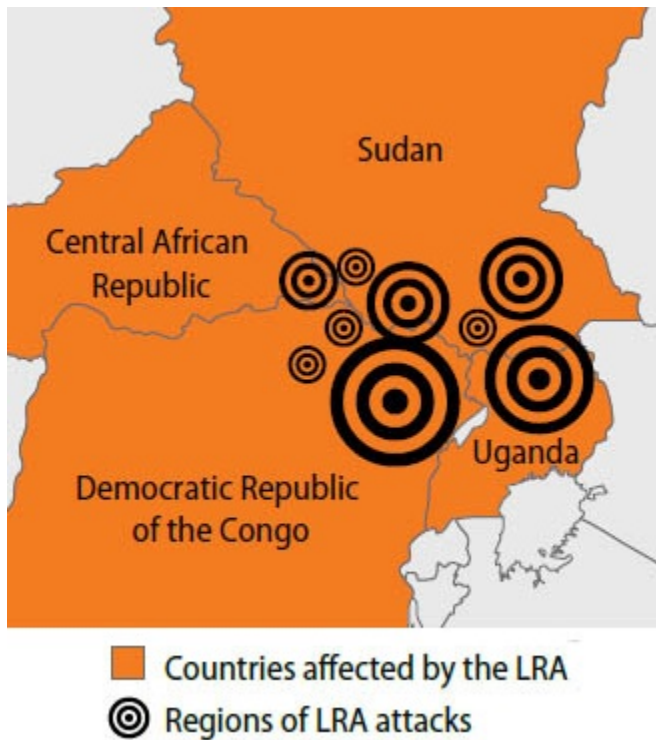 Sudan
Central African
Republic
Uganda
Democratic Republic
of the Congo
Countries affected by the LRA
Regions of LRA attacks